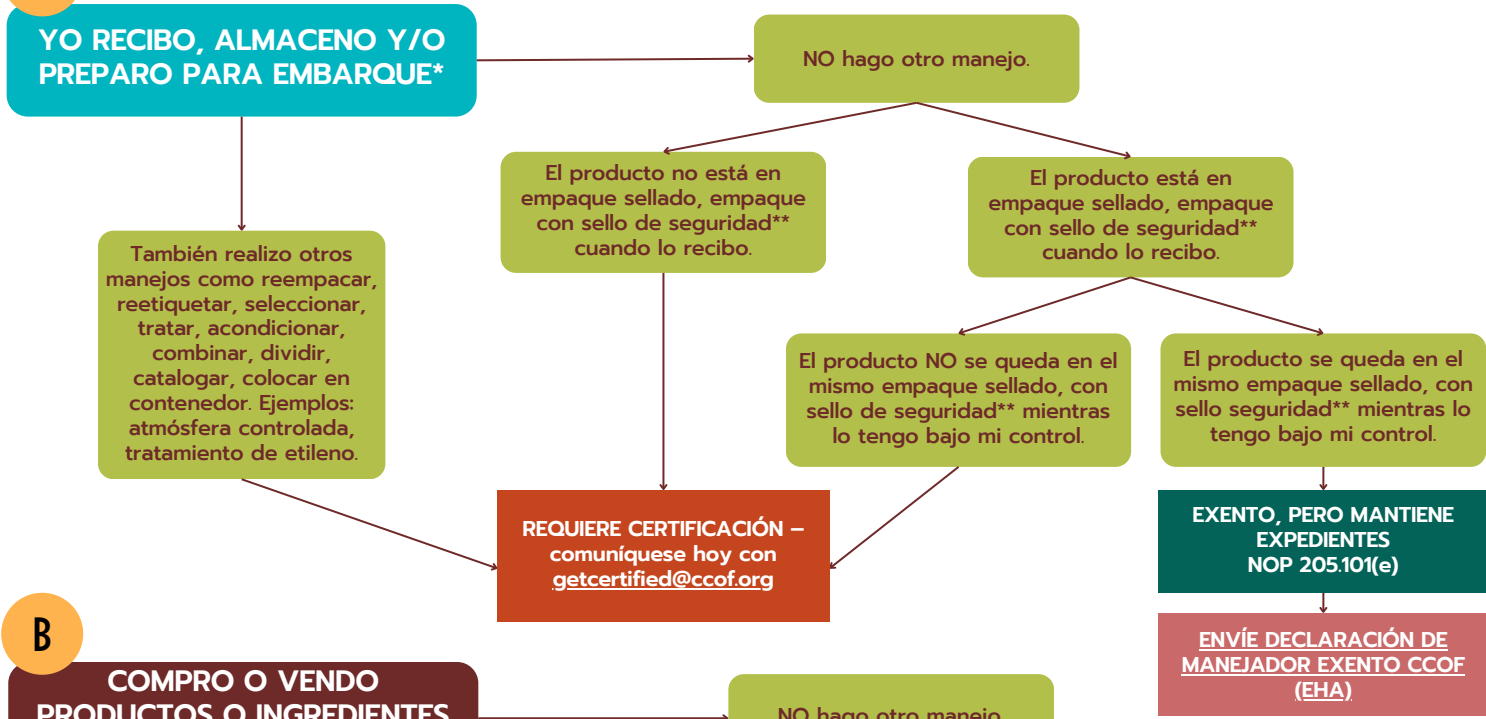 YO RECIBO, ALMACENO Y/O
PREPARO PARA EMBARQUE*
NO hago otro manejo.
El producto no está en
empaque sellado, empaque
con sello de seguridad**
cuando lo recibo.
El producto está en
empaque sellado, empaque
con sello de seguridad**
cuando lo recibo.
También realizo otros
manejos como reempacar,
reetiquetar, seleccionar,
tratar, acondicionar,
combinar, dividir,
catalogar, colocar en
contenedor. Ejemplos:
atmósfera controlada,
tratamiento de etileno.
El producto NO se queda en el
mismo empaque sellado, con
sello de seguridad** mientras
lo tengo bajo mi control.
El producto se queda en el
mismo empaque sellado, con
sello seguridad** mientras lo
tengo bajo mi control.
REQUIERE CERTIFICACIÓN –
comuníquese hoy con
getcertified@ccof.org
EXENTO, PERO MANTIENE
EXPEDIENTES
NOP 205.101(e)
ENVÍE DECLARACIÓN DE
MANEJADOR EXENTO CCOF
(EHA)
B
COMPRO O VENDO
PRODUCTOS O INGREDIENTES
NO hago otro manejo